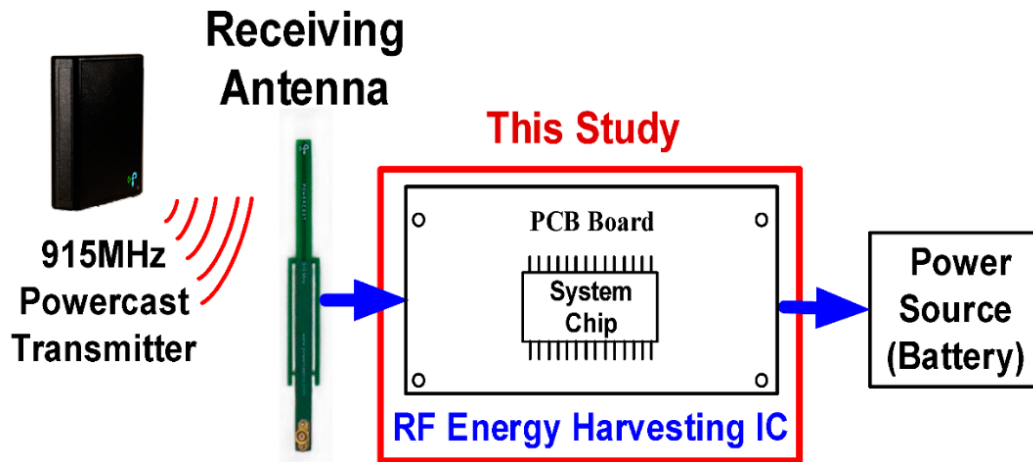 Receiving
Antenna
915MHz
Powercast
Transmitter
This Study
PCB Board
System
Chip
RF Energy Harvesting IC
Power
Source
(Battery)